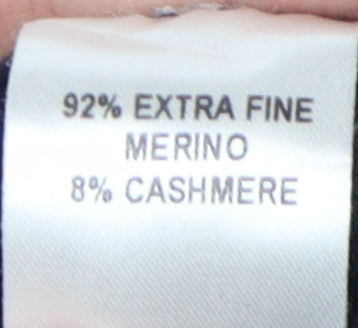 92% EXTRA FINE
MERINO
8% CASHMERE